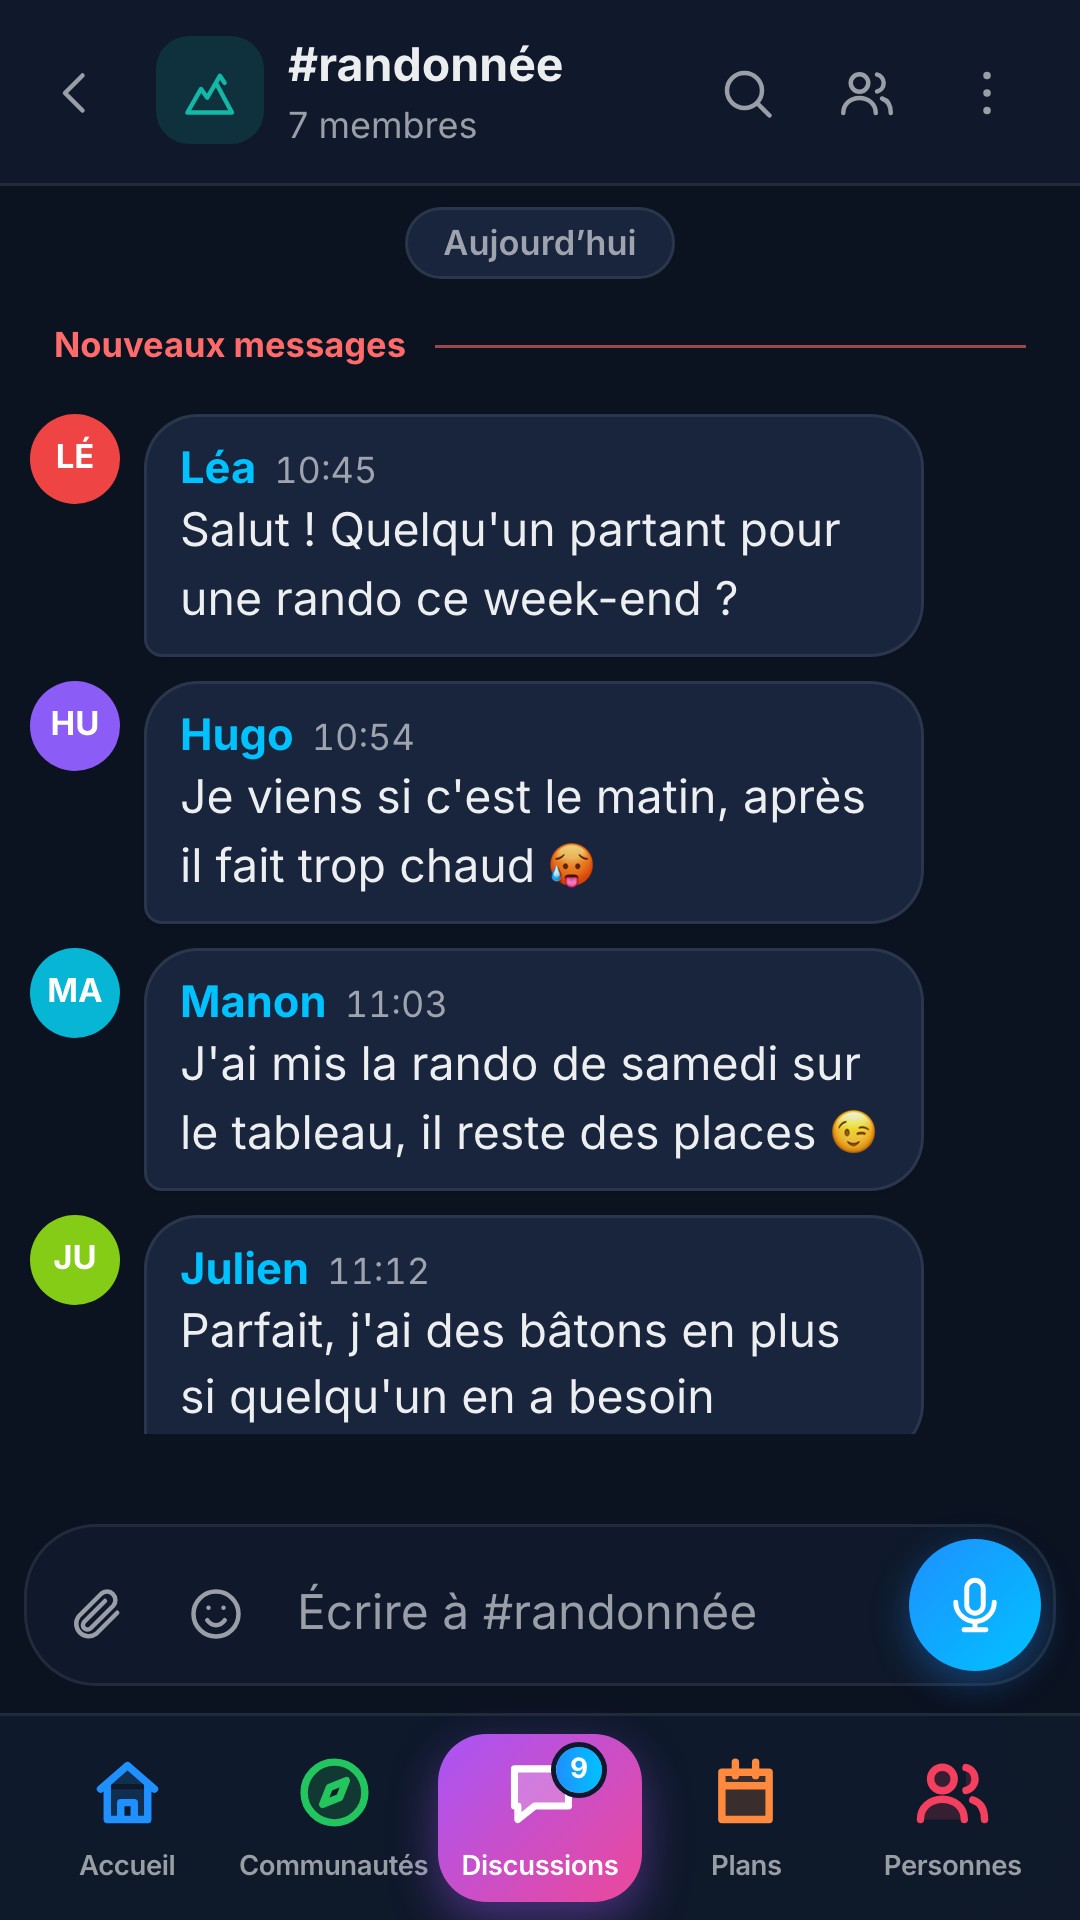 #randonnée
7 membres
Aujourd’hui
Nouveaux messages
LÉ
Léa 10:45
Salut ! Quelqu'un partant pour
une rando ce week-end ?
HU
Hugo 10:54
Je viens si c'est le matin, après
il fait trop chaud 🥵
MA
Manon 11:03
J'ai mis la rando de samedi sur
le tableau, il reste des places 😉
JU
Julien 11:12
Parfait, j'ai des bâtons en plus
si quelqu'un en a besoin
Écrire à #randonnée
9
Accueil
Communautés
Discussions
Plans
Personnes